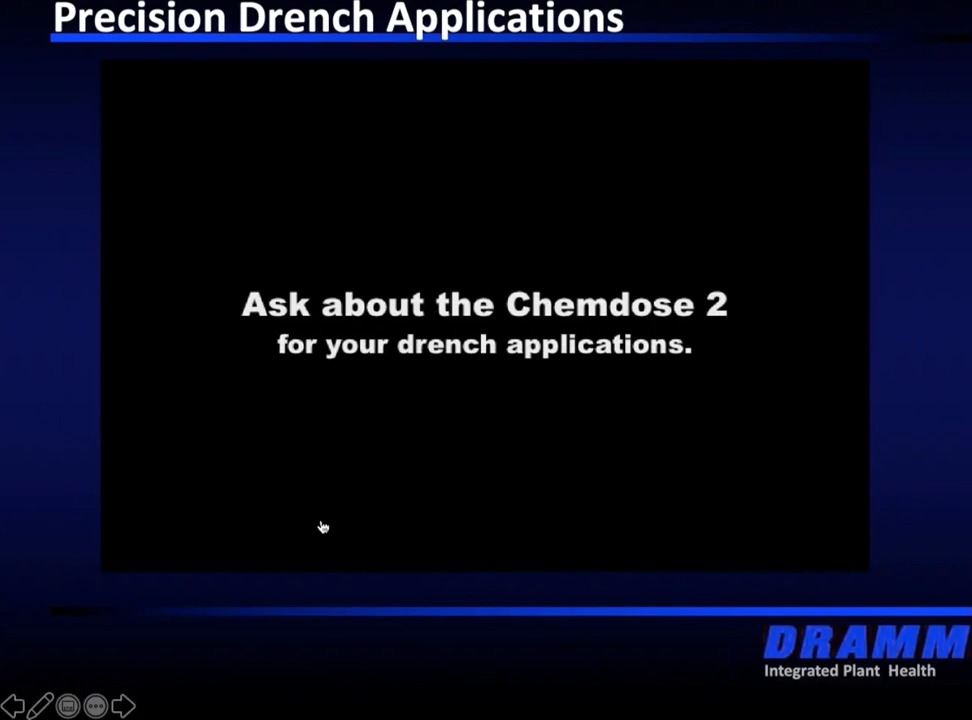 Precision Drench Applications
Ask about the Chemdose 2
for your drench applications.
DRAMM
Integrated Plant Health